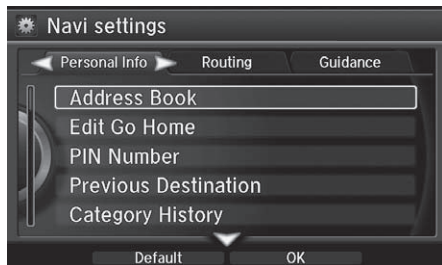 Navi settings
Personal Info Routing Guidance
Address Book
Edit Go Home
PIN Number
Previous Destination
Category History
Default OK